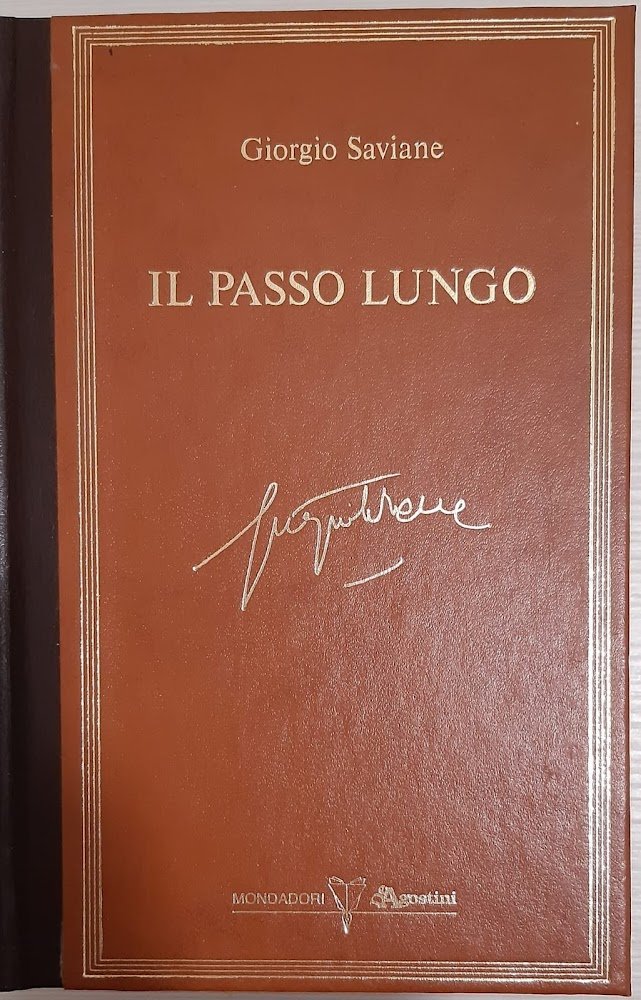 Giorgio Saviane
IL PASSO LUNGO
MONDADORI DeAgostini